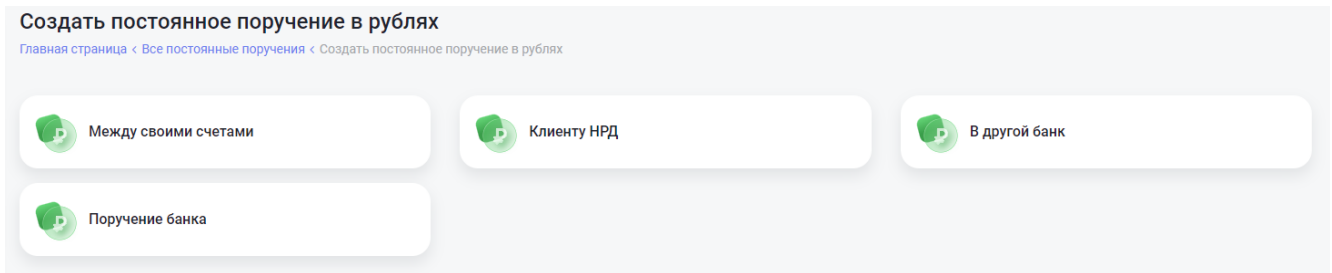 Создать постоянное поручение в рублях
Главная страница < Все постоянные поручения < Создать постоянное поручение в рублях
Между своими счетами
Клиенту НРД
В другой банк
Поручение банка